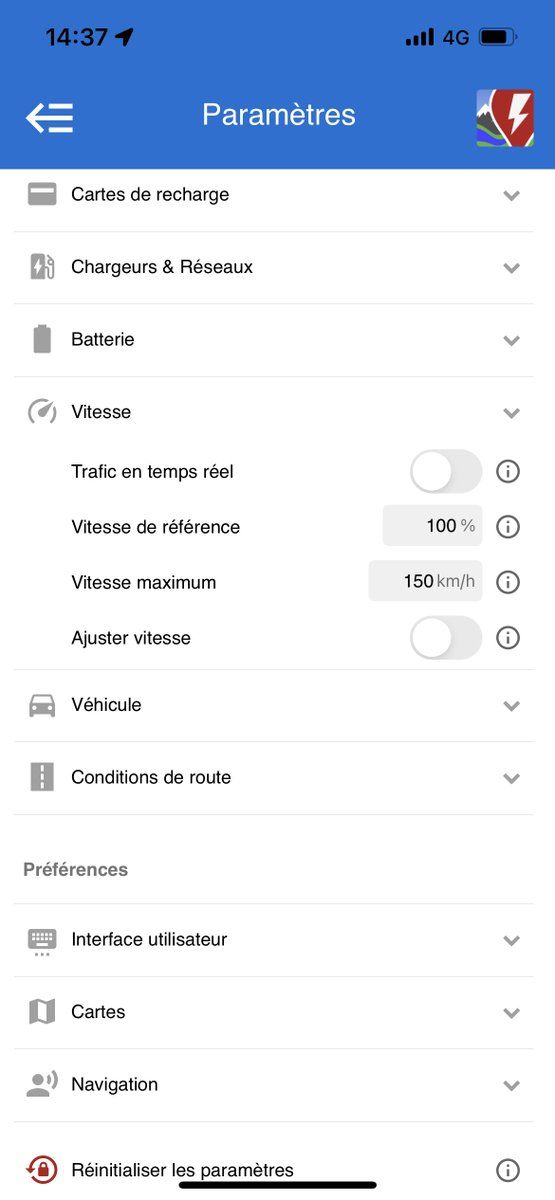 14:37
4G
Paramètres
Cartes de recharge
Chargeurs & Réseaux
Batterie
Vitesse
Trafic en temps réel
Vitesse de référence 100 %
Vitesse maximum 150 km/h
Ajuster vitesse
Véhicule
Conditions de route
Préférences
Interface utilisateur
Cartes
Navigation
Réinitialiser les paramètres